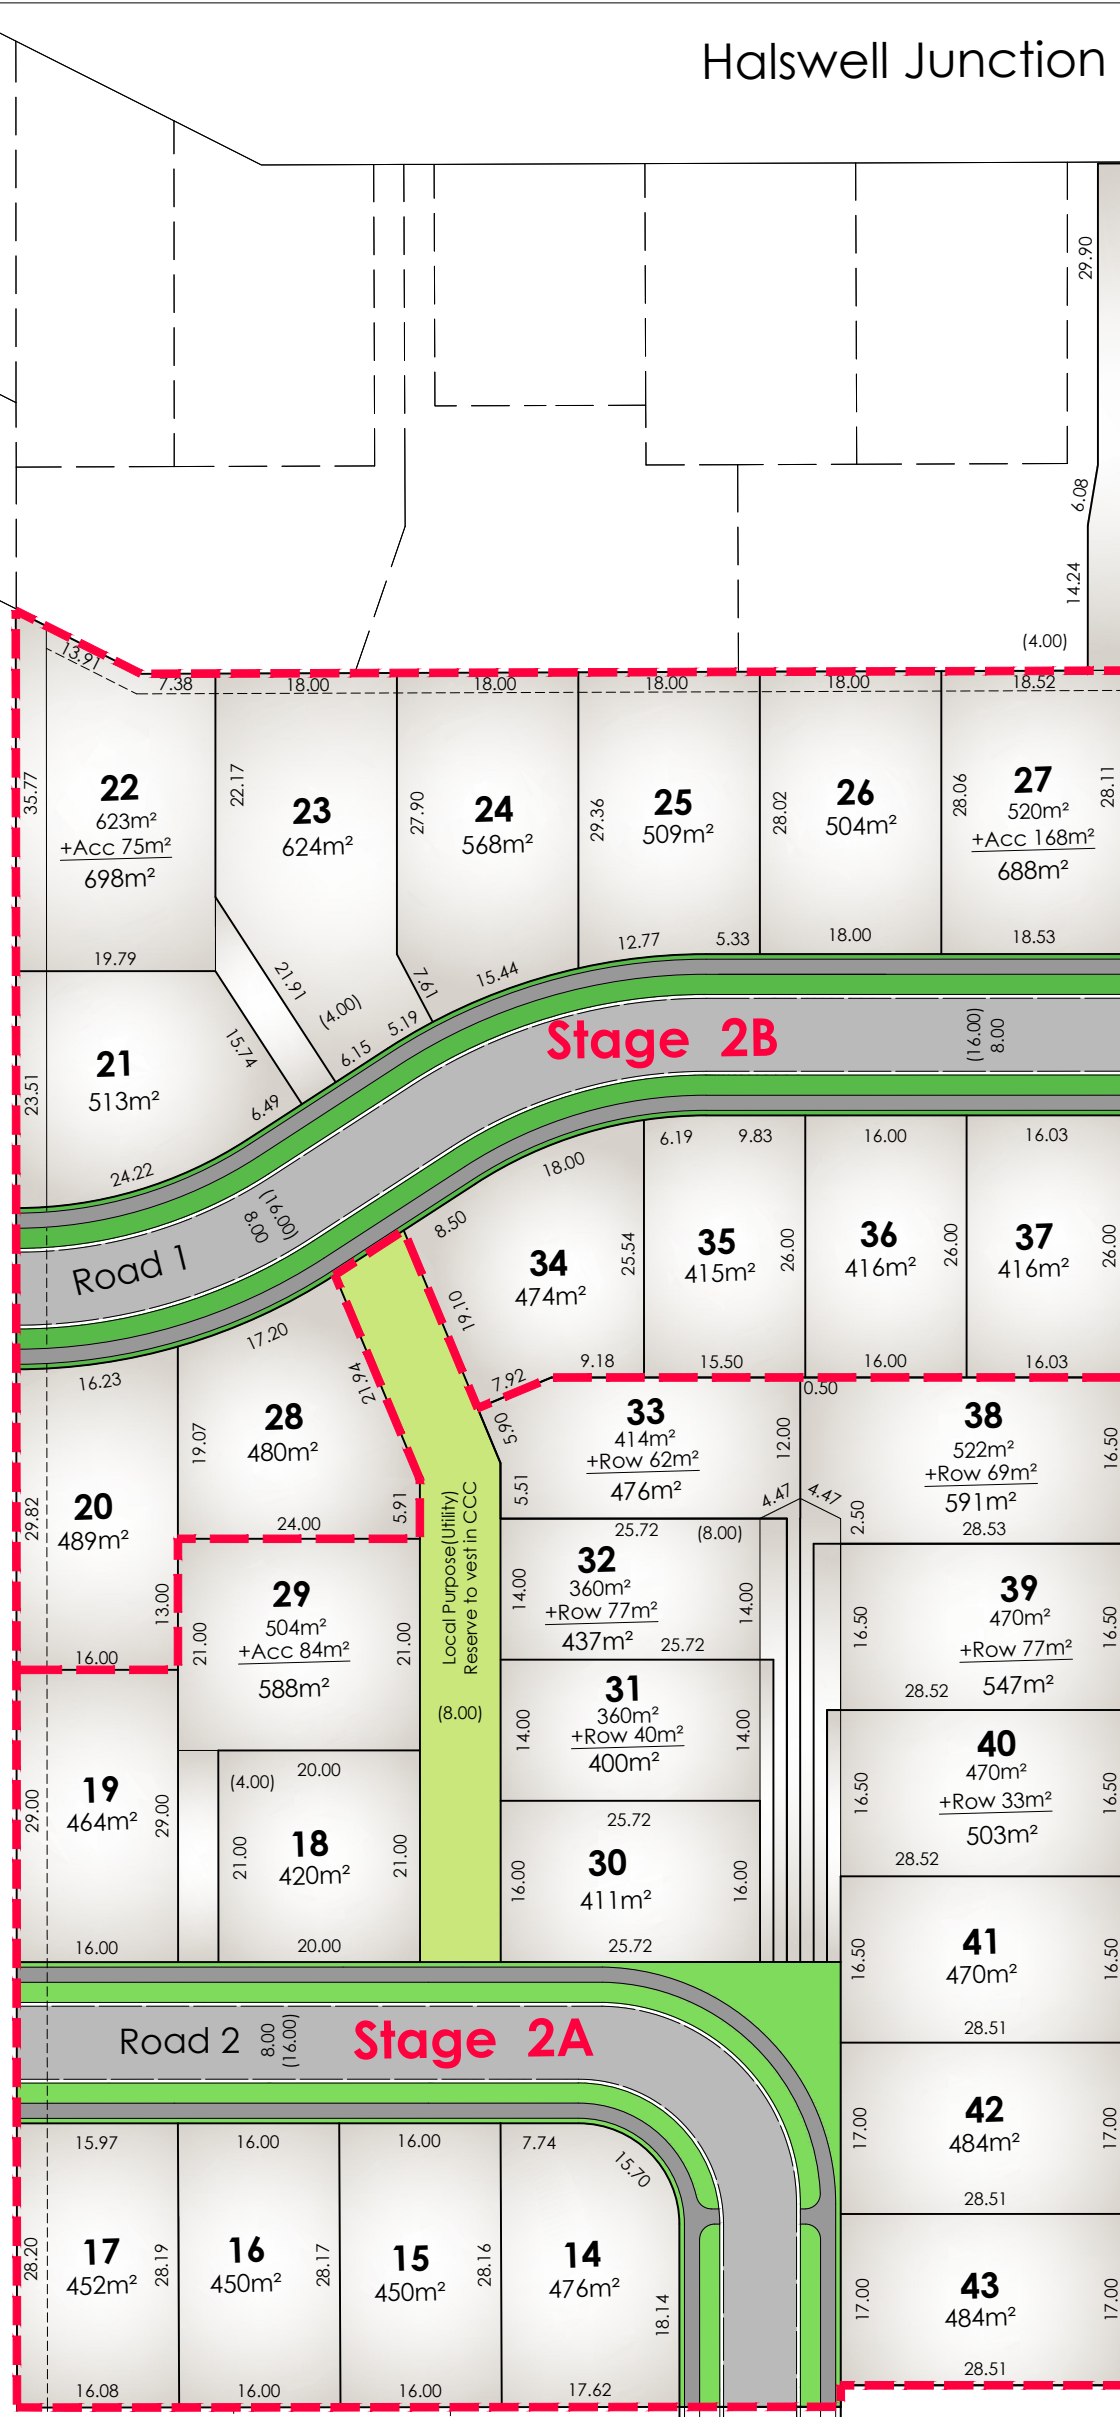 Halswell Junction
29.90
6.08
14.24
(4.00)
13.91
7.38
18.00
18.00
18.00
18.00
18.52
35.77
22
623m²
+Acc 75m²
698m²
19.79
22.17
23
624m²
27.90
24
568m²
29.36
25
509m²
28.02
26
504m²
28.06
27
520m²
+Acc 168m²
688m²
28.11
12.77
5.33
18.00
18.53
21.91
(4.00)
7.61
15.44
5.19
6.15
15.74
6.49
21
513m²
23.51
24.22
Stage 2B
(16.00)
8.00
(16.00)
8.00
Road 1
16.23
17.20
8.50
18.00
6.19
9.83
16.00
16.03
34
474m²
25.54
35
415m²
26.00
36
416m²
26.00
37
416m²
26.00
19.10
7.92
9.18
15.50
16.00
16.03
21.94
28
480m²
19.07
24.00
5.91
20
489m²
29.82
13.00
16.00
5.90
5.51
33
414m²
+Row 62m²
476m²
12.00
0.50
4.47
4.47
2.50
38
522m²
+Row 69m²
591m²
16.50
28.53
25.72
(8.00)
Local Purpose(Utility)
Reserve to vest in CCC
(8.00)
29
504m²
+Acc 84m²
588m²
21.00
21.00
32
360m²
+Row 77m²
437m²
14.00
14.00
25.72
39
470m²
+Row 77m²
547m²
16.50
16.50
28.52
31
360m²
+Row 40m²
400m²
14.00
14.00
25.72
40
470m²
+Row 33m²
503m²
16.50
16.50
28.52
19
464m²
29.00
29.00
16.00
(4.00)
20.00
18
420m²
21.00
21.00
20.00
30
411m²
16.00
16.00
25.72
41
470m²
16.50
16.50
28.51
Road 2
8.00
(16.00)
Stage 2A
42
484m²
17.00
17.00
28.51
15.97
16.00
16.00
7.74
15.70
17
452m²
28.20
28.19
16
450m²
28.17
15
450m²
28.16
14
476m²
18.14
43
484m²
17.00
17.00
28.51
16.08
16.00
16.00
17.62